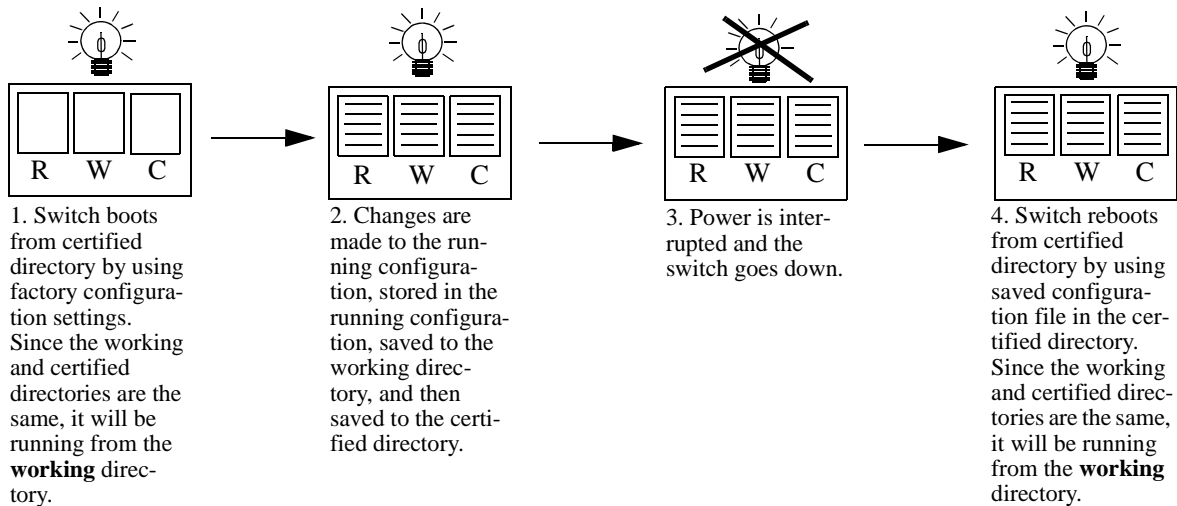 R W C
1. Switch boots
from certified
directory by using
factory configura-
tion settings.
Since the working
and certified
directories are the
same, it will be
running from the
working direc-
tory.
R W C
2. Changes are
made to the run-
ning configura-
tion, stored in the
running configura-
tion, saved to the
working direc-
tory, and then
saved to the certi-
fied directory.
R W C
3. Power is inter-
rupted and the
switch goes down.
R W C
4. Switch reboots
from certified
directory by using
saved configura-
tion file in the cer-
tified directory.
Since the working
and certified direc-
tories are the same,
it will be running
from the working
directory.